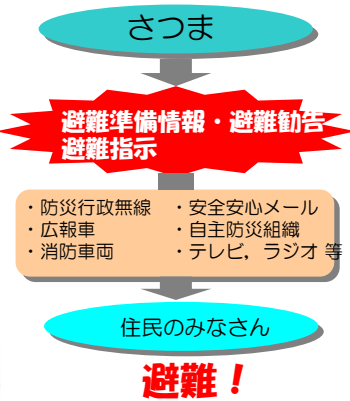 さつま
避難準備情報・避難勧告
避難指示
・防災行政無線 ・安全安心メール
・広報車 ・自主防災組織
・消防車両 ・テレビ，ラジオ 等
住民のみなさん
避難！